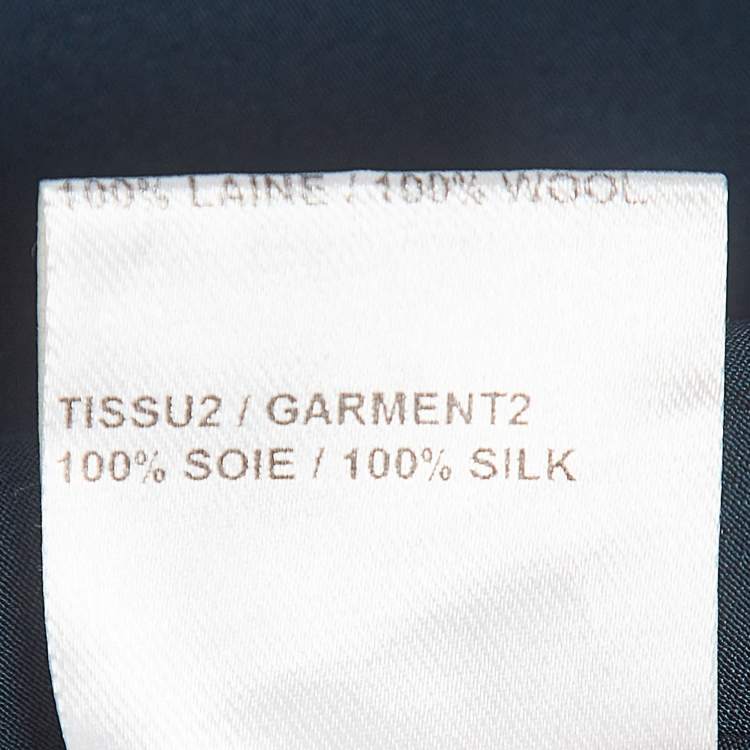 100% LAINE / 100% WOOL
TISSU2 / GARMENT2
100% SOIE / 100% SILK